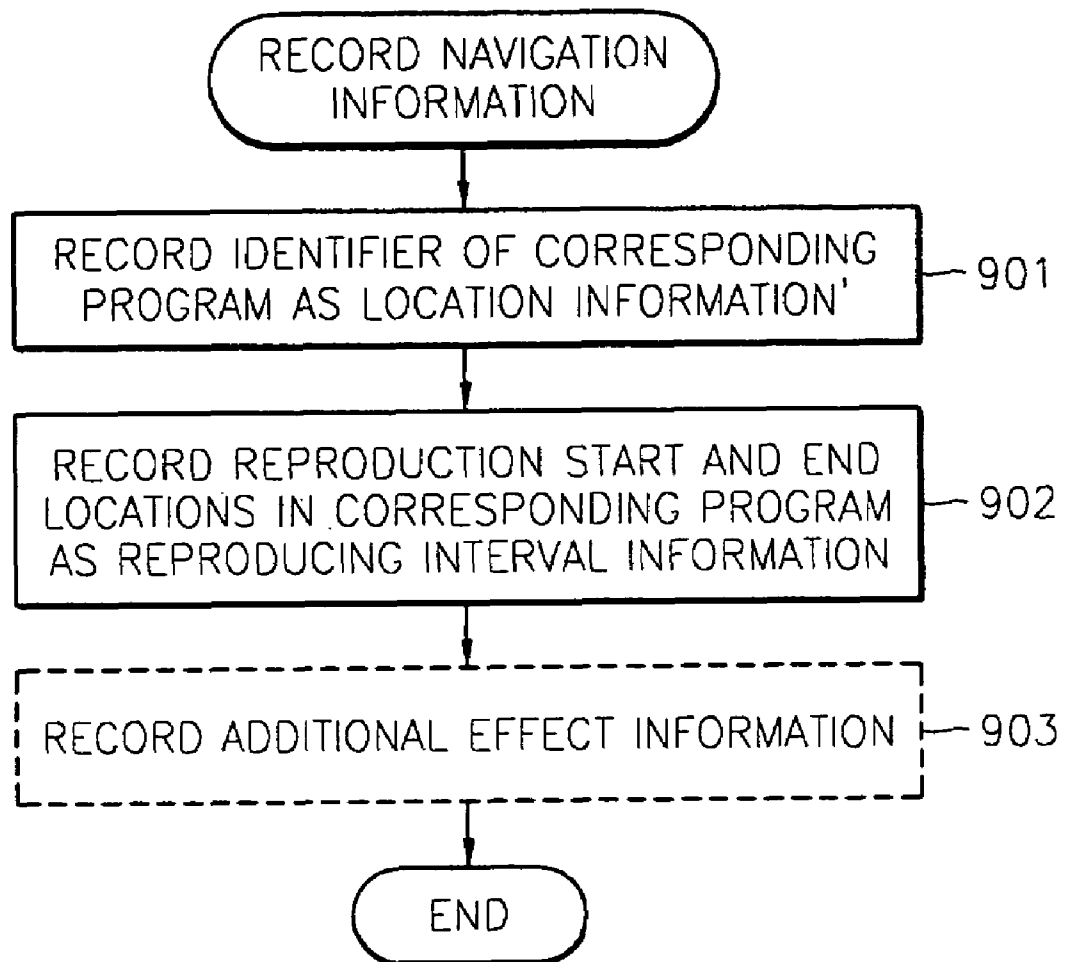 RECORD NAVIGATION
INFORMATION
RECORD IDENTIFIER OF CORRESPONDING
PROGRAM AS LOCATION INFORMATION'
901
RECORD REPRODUCTION START AND END
LOCATIONS IN CORRESPONDING PROGRAM
AS REPRODUCING INTERVAL INFORMATION
902
RECORD ADDITIONAL EFFECT INFORMATION
903
END